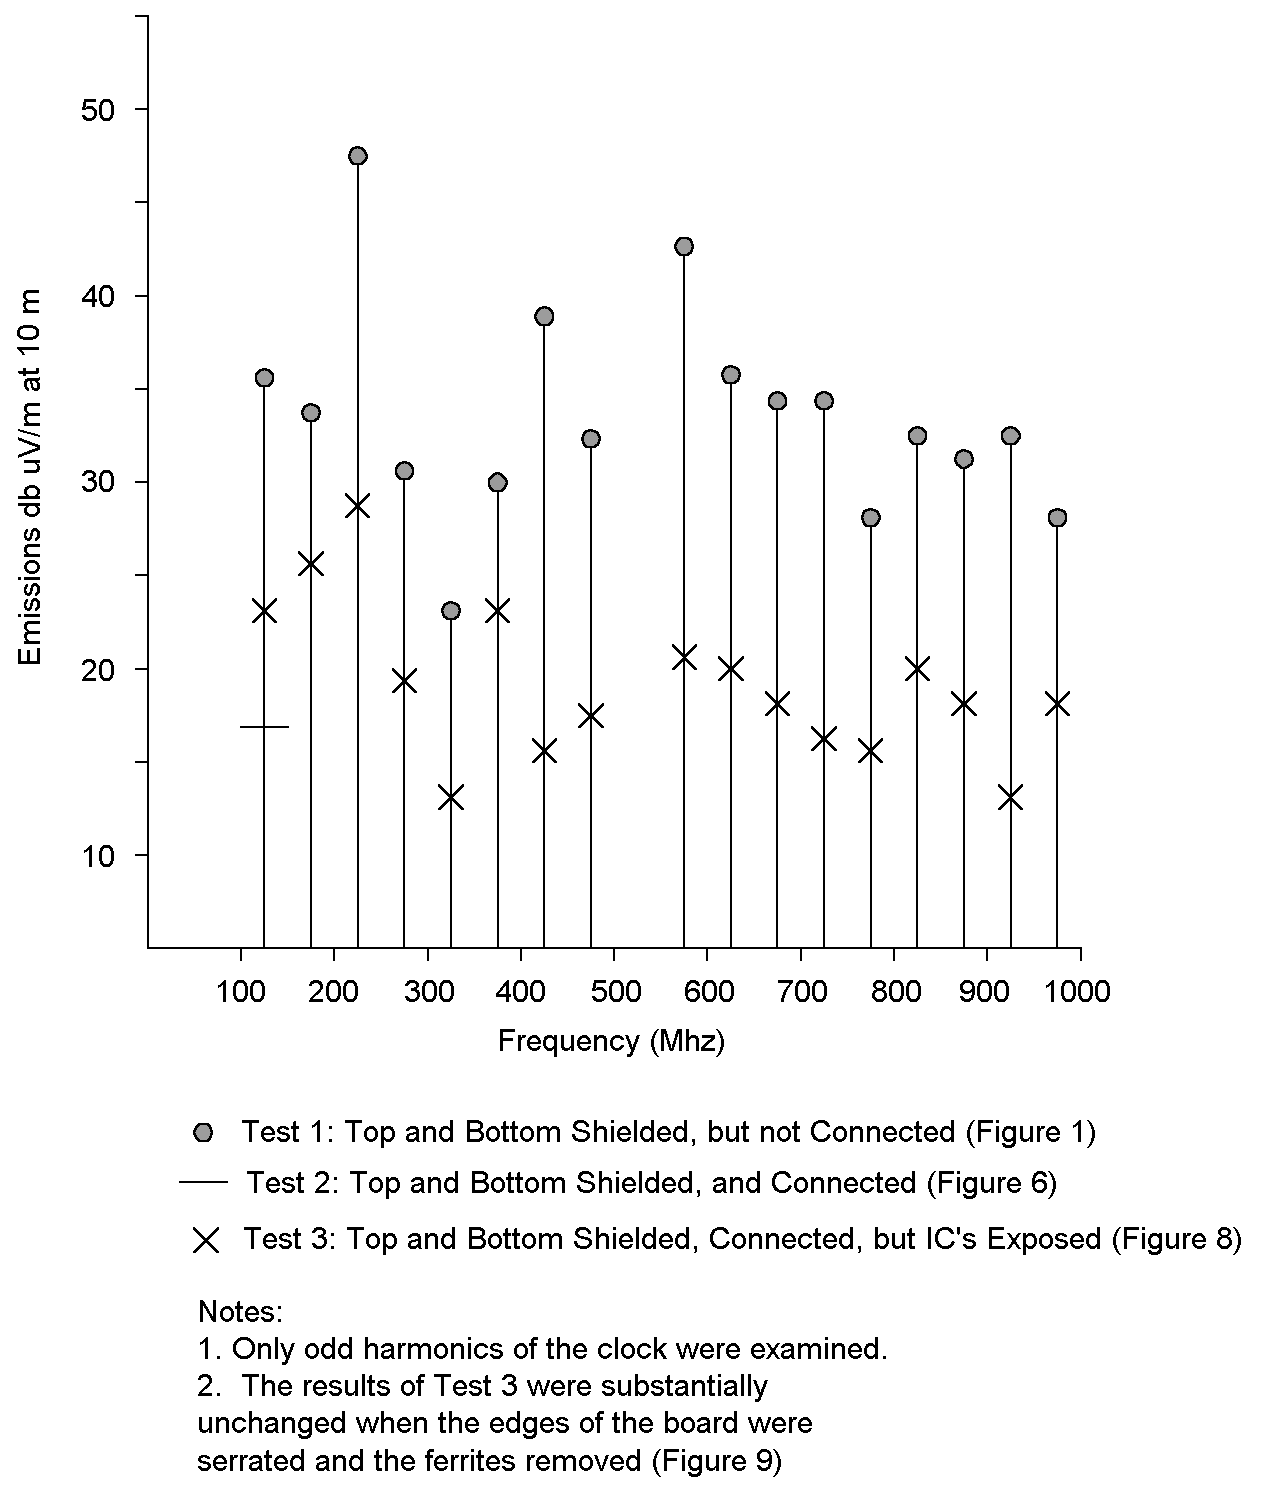 50
40
30
20
10
Emissions db uV/m at 10 m
100 200 300 400 500 600 700 800 900 1000
Frequency (Mhz)
Test 1: Top and Bottom Shielded, but not Connected (Figure 1)
Test 2: Top and Bottom Shielded, and Connected (Figure 6)
Test 3: Top and Bottom Shielded, Connected, but IC's Exposed (Figure 8)
Notes:
1. Only odd harmonics of the clock were examined.
2. The results of Test 3 were substantially
unchanged when the edges of the board were
serrated and the ferrites removed (Figure 9)